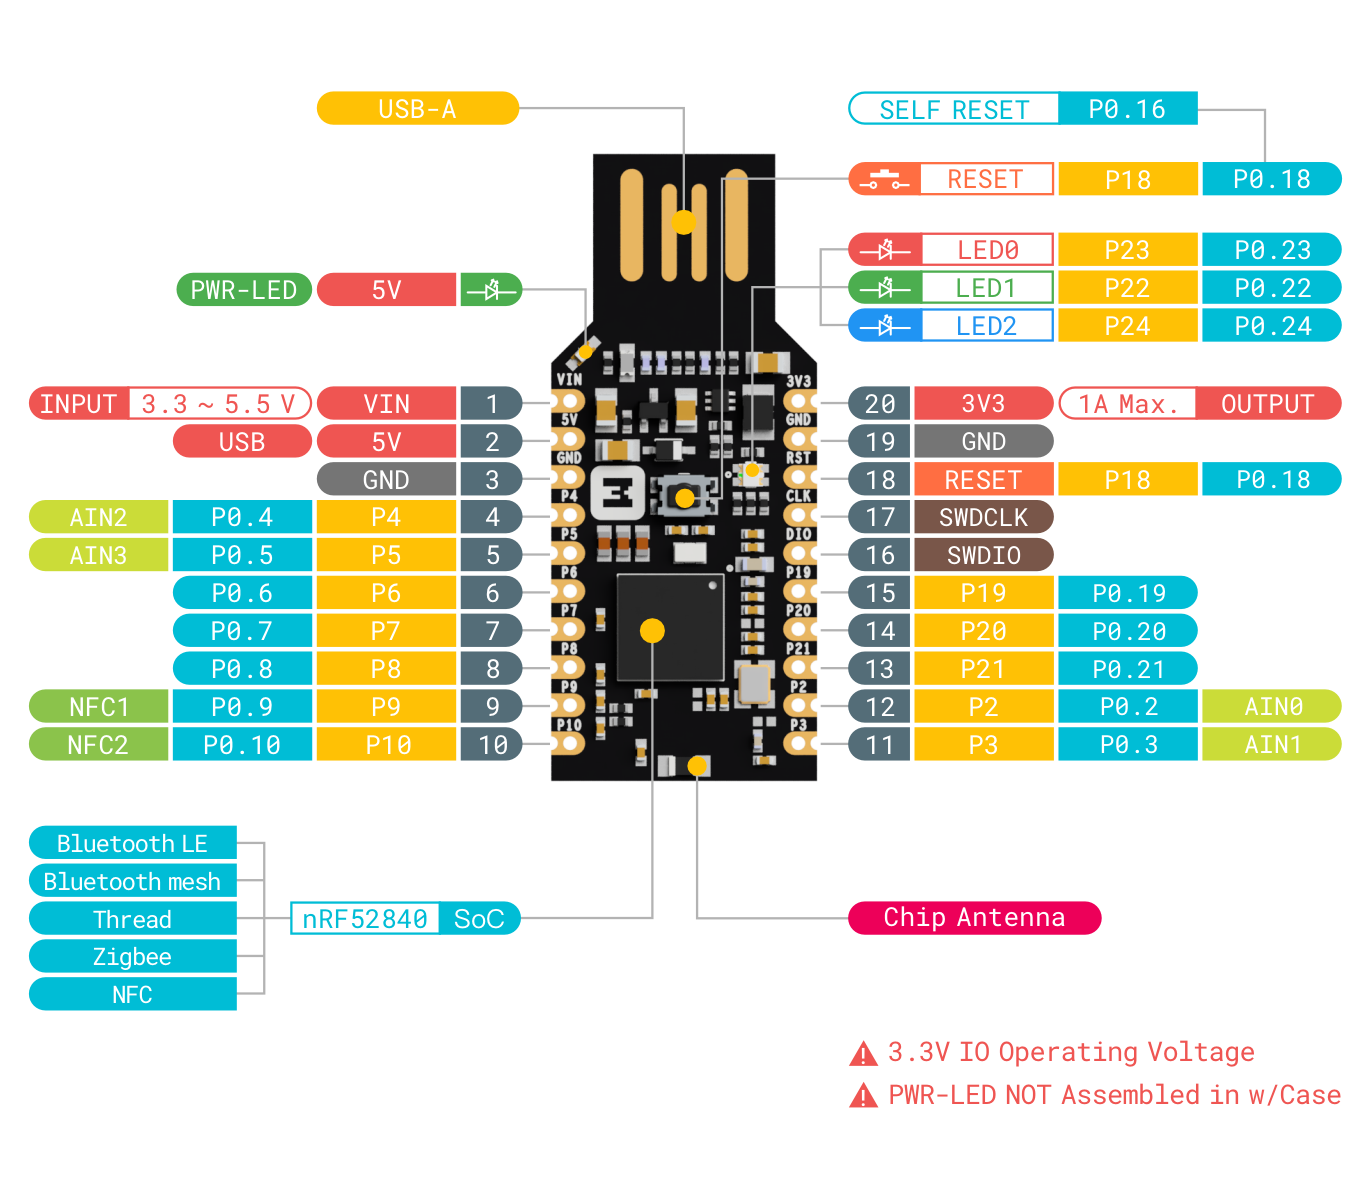 USB-A
SELF RESET P0.16
RESET P18 P0.18
LED0 P23 P0.23
PWR-LED 5V
LED1 P22 P0.22
LED2 P24 P0.24
INPUT 3.3 ~ 5.5 V VIN 1
USB 5V 2
GND 3
AIN2 P0.4 P4 4
AIN3 P0.5 P5 5
P0.6 P6 6
P0.7 P7 7
P0.8 P8 8
NFC1 P0.9 P9 9
NFC2 P0.10 P10 10
VIN
5V
GND
P4
P5
P6
P7
P8
P9
P10
3V3
GND
RST
CLK
DIO
P19
P20
P21
P2
P3
20 3V3 1A Max. OUTPUT
19 GND
18 RESET P18 P0.18
17 SWDCLK
16 SWDIO
15 P19 P0.19
14 P20 P0.20
13 P21 P0.21
12 P2 P0.2 AIN0
11 P3 P0.3 AIN1
Bluetooth LE
Bluetooth mesh
Thread
Zigbee
NFC
nRF52840 SoC
Chip Antenna
3.3V IO Operating Voltage
PWR-LED NOT Assembled in w/Case